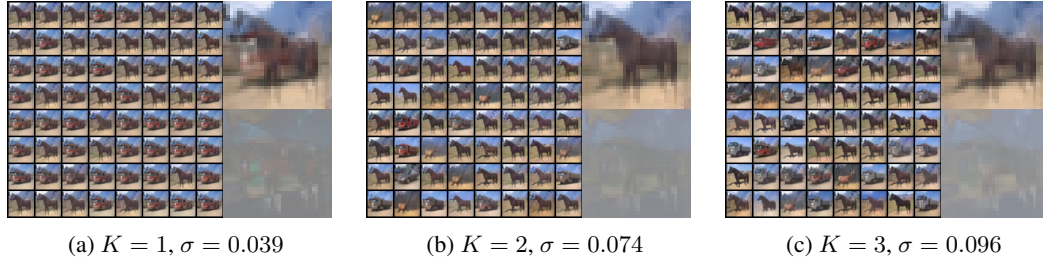 (a) K = 1, σ = 0.039
(b) K = 2, σ = 0.074
(c) K = 3, σ = 0.096